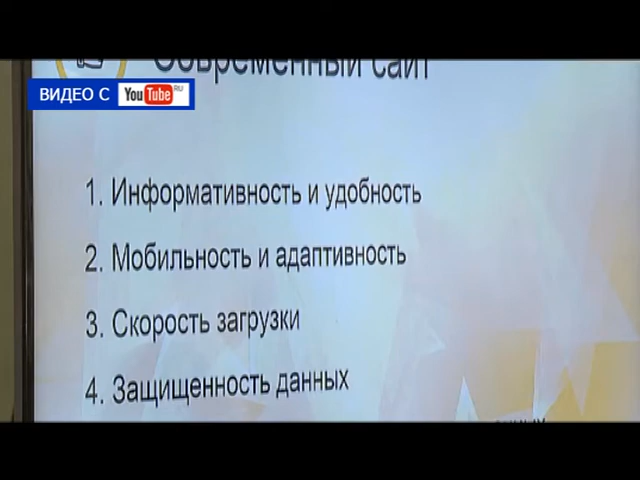 Современный сайт
ВИДЕО С YouTube RU
1. Информативность и удобность
2. Мобильность и адаптивность
3. Скорость загрузки
4. Защищенность данных